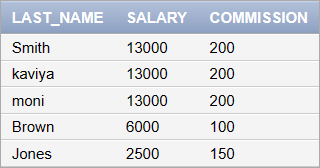 LAST_NAME SALARY COMMISSION
Smith 13000 200
kaviya 13000 200
moni 13000 200
Brown 6000 100
Jones 2500 150